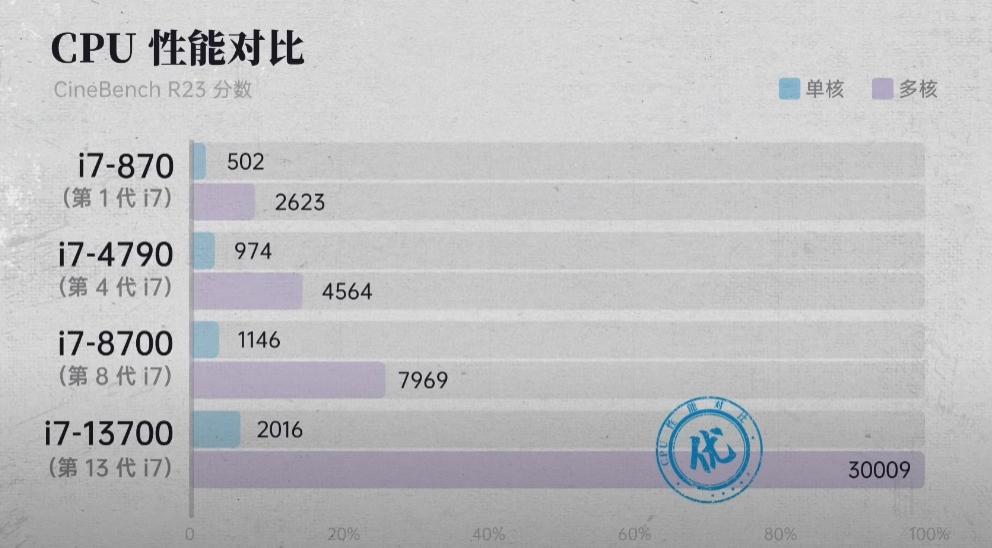 CPU 性能对比
CineBench R23 分数
单核 多核
i7-870
(第 1 代 i7)
502
2623
i7-4790
(第 4 代 i7)
974
4564
i7-8700
(第 8 代 i7)
1146
7969
i7-13700
(第 13 代 i7)
2016
30009
CPU 性能对比
优
0 20% 40% 60% 80% 100%